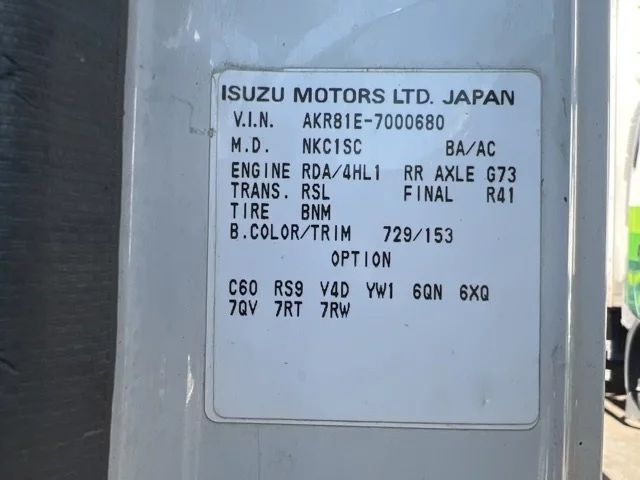 ISUZU MOTORS LTD. JAPAN
V.I.N. AKR81E-7000680
M.D. NKC1SC BA/AC
ENGINE RDA/4HL1 RR AXLE G73
TRANS. RSL FINAL R41
TIRE BNM
B.COLOR/TRIM 729/153
OPTION
C60 RS9 V4D YW1 6QN 6XQ
7QV 7RT 7RW